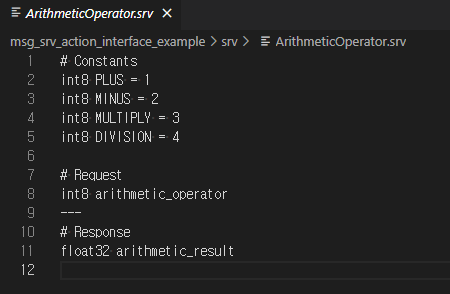 ArithmeticOperator.srv
msg_srv_action_interface_example > srv > ArithmeticOperator.srv
1 # Constants
2 int8 PLUS = 1
3 int8 MINUS = 2
4 int8 MULTIPLY = 3
5 int8 DIVISION = 4
6
7 # Request
8 int8 arithmetic_operator
9 ---
10 # Response
11 float32 arithmetic_result
12